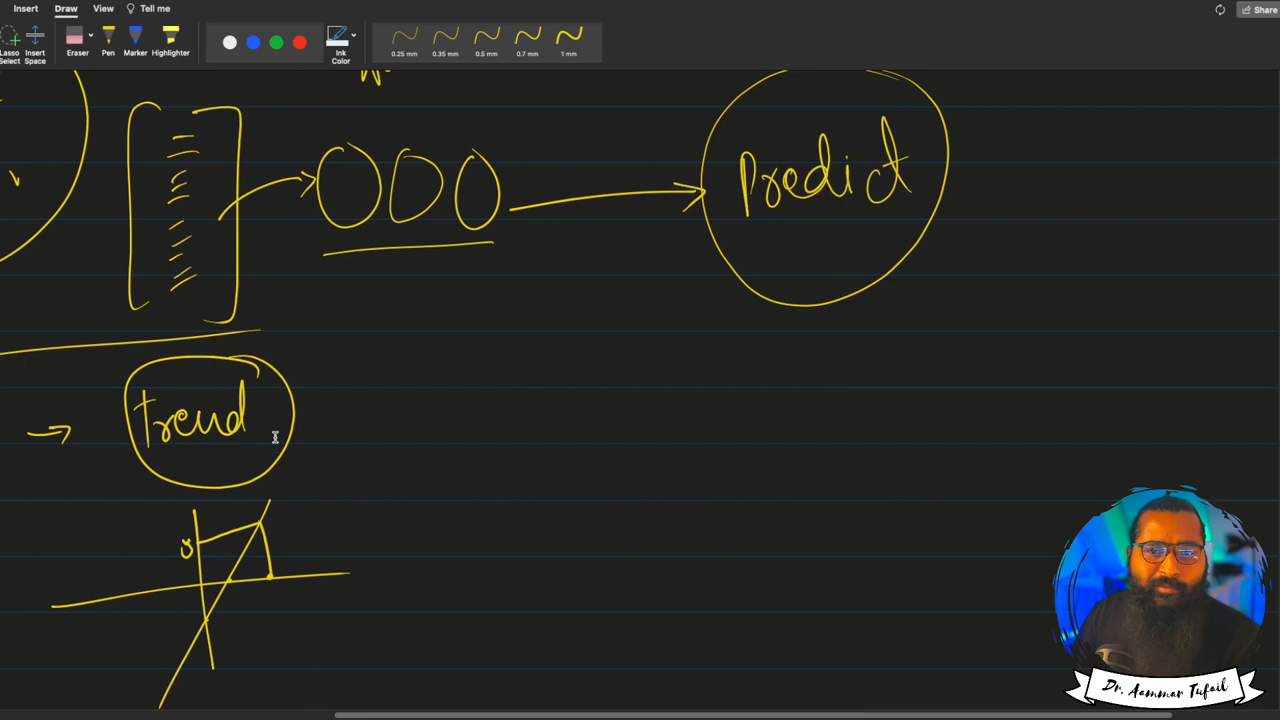 Insert Draw View Tell me
Share
Lasso Select
Insert Space
Eraser
Pen
Marker
Highlighter
Ink Color
0.25 mm
0.35 mm
0.5 mm
0.7 mm
1 mm
Predict
trend
Dr. Aammar Tufail